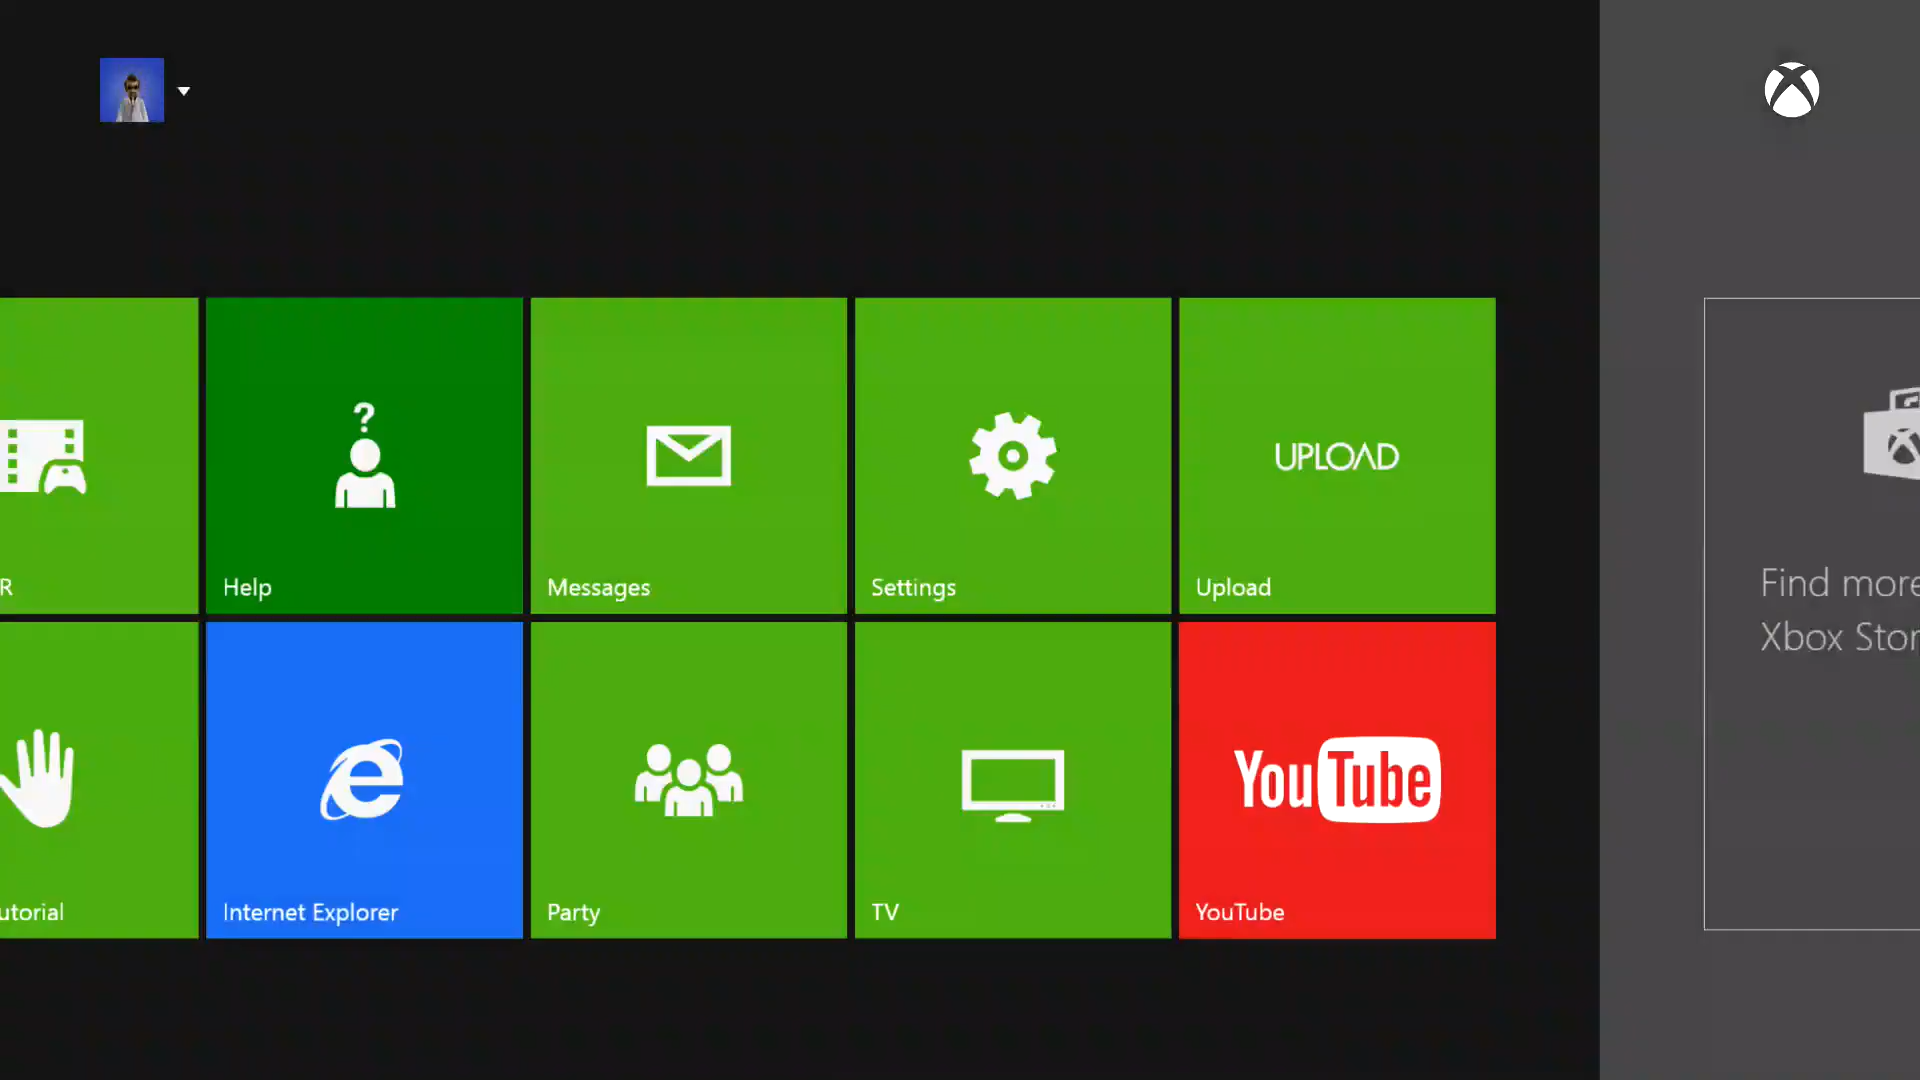 ?
UPLOAD
R
Help
Messages
Settings
Upload
Find more
Xbox Stor
YouTube
utorial
Internet Explorer
Party
TV
YouTube